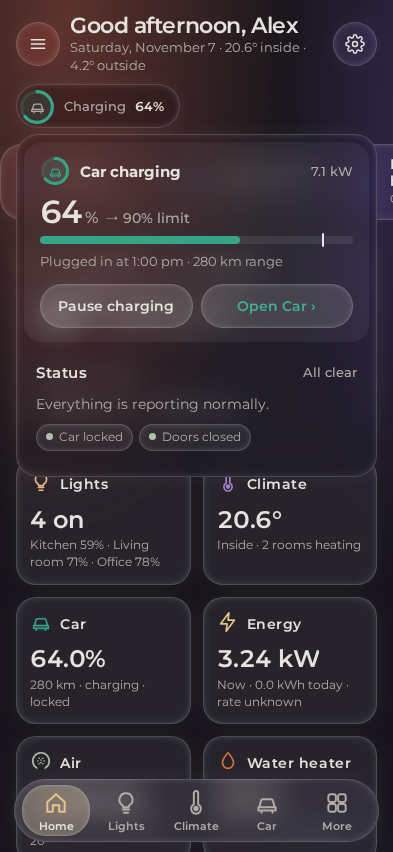 Good afternoon, Alex
Saturday, November 7 · 20.6° inside ·
4.2° outside
Charging 64%
Car charging 7.1 kW
64% → 90% limit
Plugged in at 1:00 pm · 280 km range
Pause charging Open Car ›
Status All clear
Everything is reporting normally.
Car locked Doors closed
Lights Climate
4 on 20.6°
Kitchen 59% · Living Inside · 2 rooms heating
room 71% · Office 78%
Car Energy
64.0% 3.24 kW
280 km · charging · Now · 0.0 kWh today ·
locked rate unknown
Air Water heater
Home Lights Climate Car More